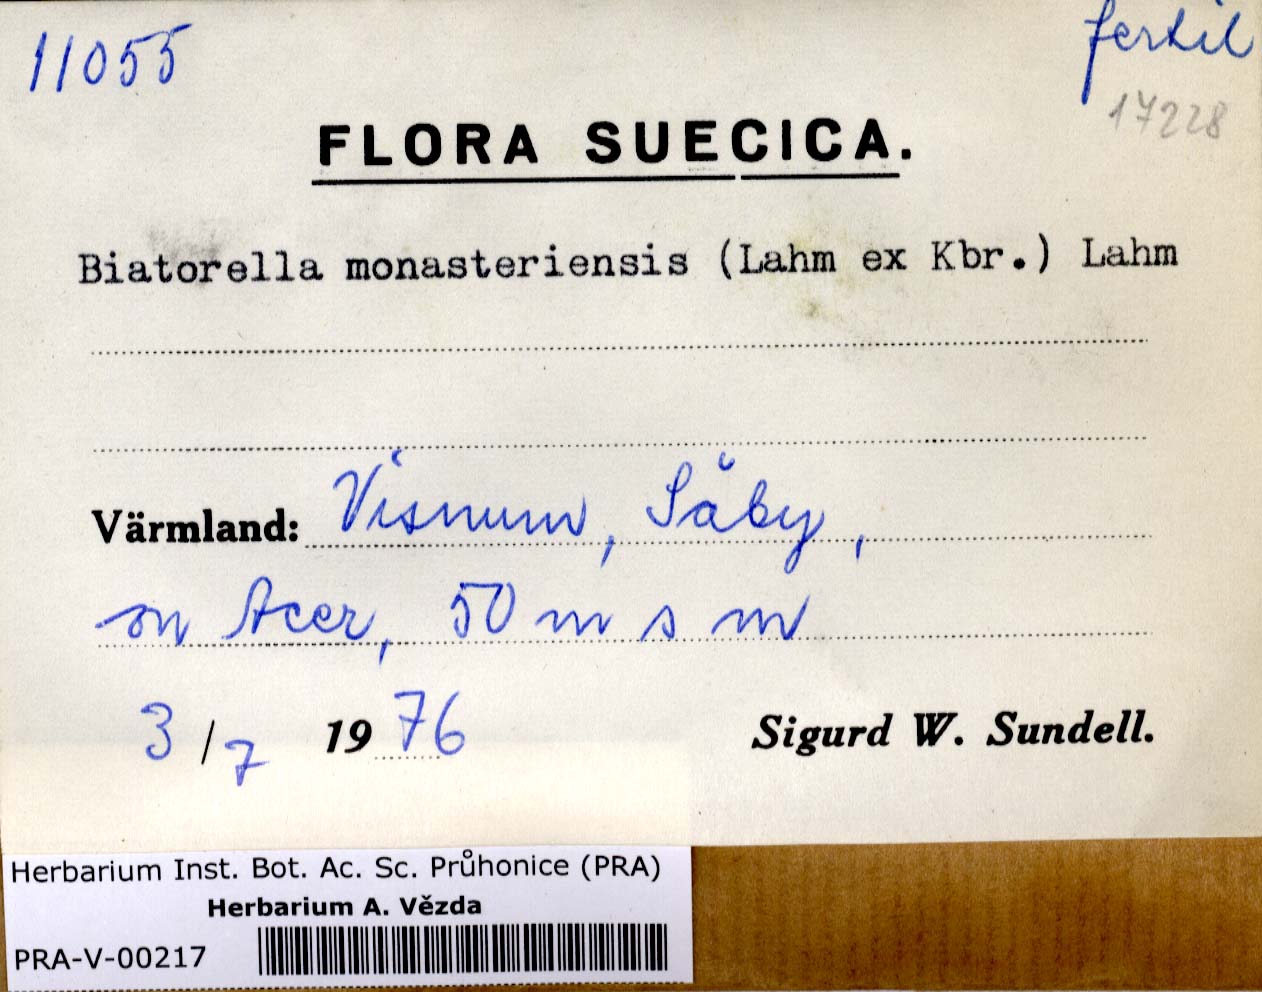 11055
fertil
17228
FLORA SUECICA.
Biatorella monasteriensis (Lahm ex Kbr.) Lahm
Värmland: Visnum, Såby,
on Acer, 50 m s m
3/7 1976
Sigurd W. Sundell.
Herbarium Inst. Bot. Ac. Sc. Průhonice (PRA)
Herbarium A. Vězda
PRA-V-00217